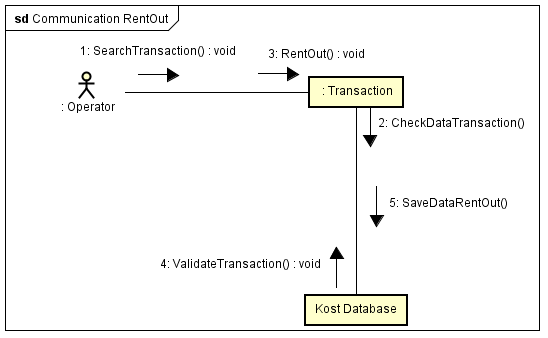 sd Communication RentOut
1: SearchTransaction() : void
3: RentOut() : void
: Operator
: Transaction
2: CheckDataTransaction()
5: SaveDataRentOut()
4: ValidateTransaction() : void
Kost Database